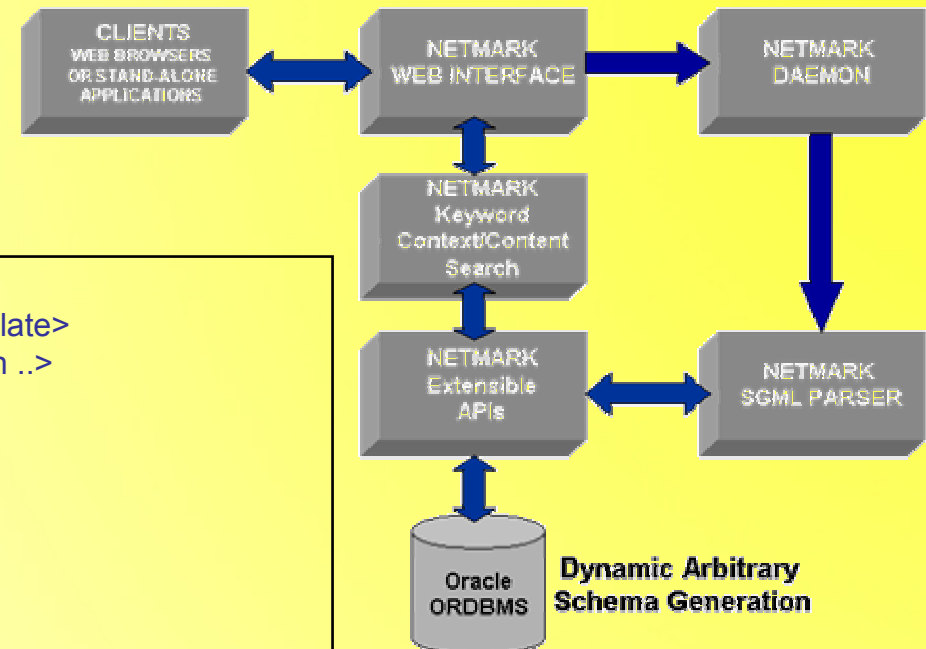 CLIENTS
WEB BROWSERS
OR STAND-ALONE
APPLICATIONS
NETMARK
WEB INTERFACE
NETMARK
DAEMON
NETMARK
Keyword
Context/Content
Search
late>
n ..>
NETMARK
Extensible
APIs
NETMARK
SGML PARSER
Oracle
ORDBMS
Dynamic Arbitrary
Schema Generation